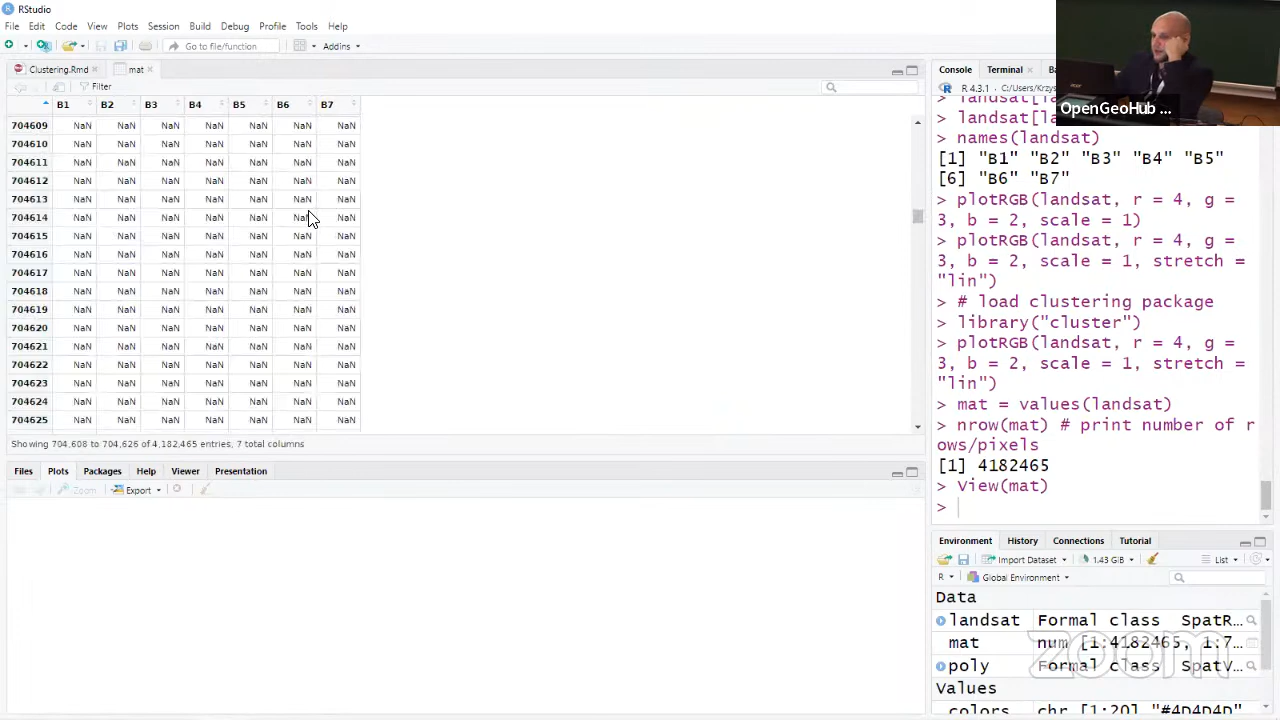 RStudio
File Edit Code View Plots Session Build Debug Profile Tools Help
Go to file/function Addins
Clustering.Rmd mat
Filter
B1 B2 B3 B4 B5 B6 B7
704609 NaN NaN NaN NaN NaN NaN NaN
704610 NaN NaN NaN NaN NaN NaN NaN
704611 NaN NaN NaN NaN NaN NaN NaN
704612 NaN NaN NaN NaN NaN NaN NaN
704613 NaN NaN NaN NaN NaN NaN NaN
704614 NaN NaN NaN NaN NaN NaN NaN
704615 NaN NaN NaN NaN NaN NaN NaN
704616 NaN NaN NaN NaN NaN NaN NaN
704617 NaN NaN NaN NaN NaN NaN NaN
704618 NaN NaN NaN NaN NaN NaN NaN
704619 NaN NaN NaN NaN NaN NaN NaN
704620 NaN NaN NaN NaN NaN NaN NaN
704621 NaN NaN NaN NaN NaN NaN NaN
704622 NaN NaN NaN NaN NaN NaN NaN
704623 NaN NaN NaN NaN NaN NaN NaN
704624 NaN NaN NaN NaN NaN NaN NaN
704625 NaN NaN NaN NaN NaN NaN NaN
Showing 704,608 to 704,626 of 4,182,465 entries, 7 total columns
Files Plots Packages Help Viewer Presentation
Zoom Export
OpenGeoHub ...
Console Terminal Ba
R 4.3.1 · C:/Users/Krzys
> landsat[la
> landsat[la
> names(landsat)
[1] "B1" "B2" "B3" "B4" "B5"
[6] "B6" "B7"
> plotRGB(landsat, r = 4, g =
3, b = 2, scale = 1)
> plotRGB(landsat, r = 4, g =
3, b = 2, scale = 1, stretch =
"lin")
> # load clustering package
> library("cluster")
> plotRGB(landsat, r = 4, g =
3, b = 2, scale = 1, stretch =
"lin")
> mat = values(landsat)
> nrow(mat) # print number of r
ows/pixels
[1] 4182465
> View(mat)
>
Environment History Connections Tutorial
Import Dataset 1.43 GiB List
R Global Environment
Data
landsat Formal class SpatR…
mat num [1:4182465, 1:7…
poly Formal class SpatV…
Values
colors chr [1:20] "#4D4D4D"
zoom